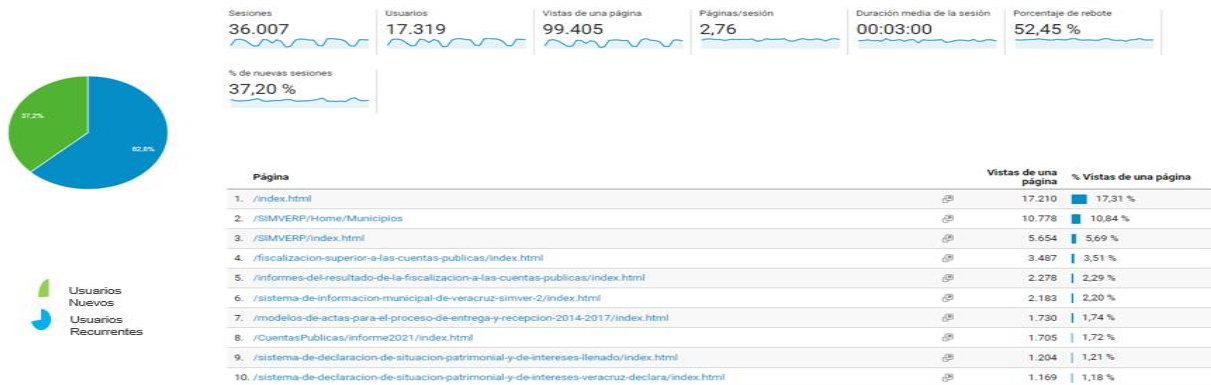 Sesiones
36.007
Usuarios
17.319
Vistas de una página
99.405
Páginas/sesión
2,76
Duración media de la sesión
00:03:00
Porcentaje de rebote
52,45 %
% de nuevas sesiones
37,20 %
37,2%
62,8%
Usuarios
Nuevos
Usuarios
Recurrentes
Página Vistas de una página % Vistas de una página
1. /index.html 17.210 17,31 %
2. /SIMVERP/Home/Municipios 10.778 10,84 %
3. /SIMVERP/index.html 5.654 5,69 %
4. /fiscalizacion-superior-a-las-cuentas-publicas/index.html 3.487 3,51 %
5. /informes-del-resultado-de-la-fiscalizacion-a-las-cuentas-publicas/index.html 2.278 2,29 %
6. /sistema-de-informacion-municipal-de-veracruz-simver-2/index.html 2.183 2,20 %
7. /modelos-de-actas-para-el-proceso-de-entrega-y-recepcion-2014-2017/index.html 1.730 1,74 %
8. /CuentasPublicas/informe2021/index.html 1.705 1,72 %
9. /sistema-de-declaracion-de-situacion-patrimonial-y-de-intereses-llenado/index.html 1.204 1,21 %
10. /sistema-de-declaracion-de-situacion-patrimonial-y-de-intereses-veracruz-declara/index.html 1.169 1,18 %